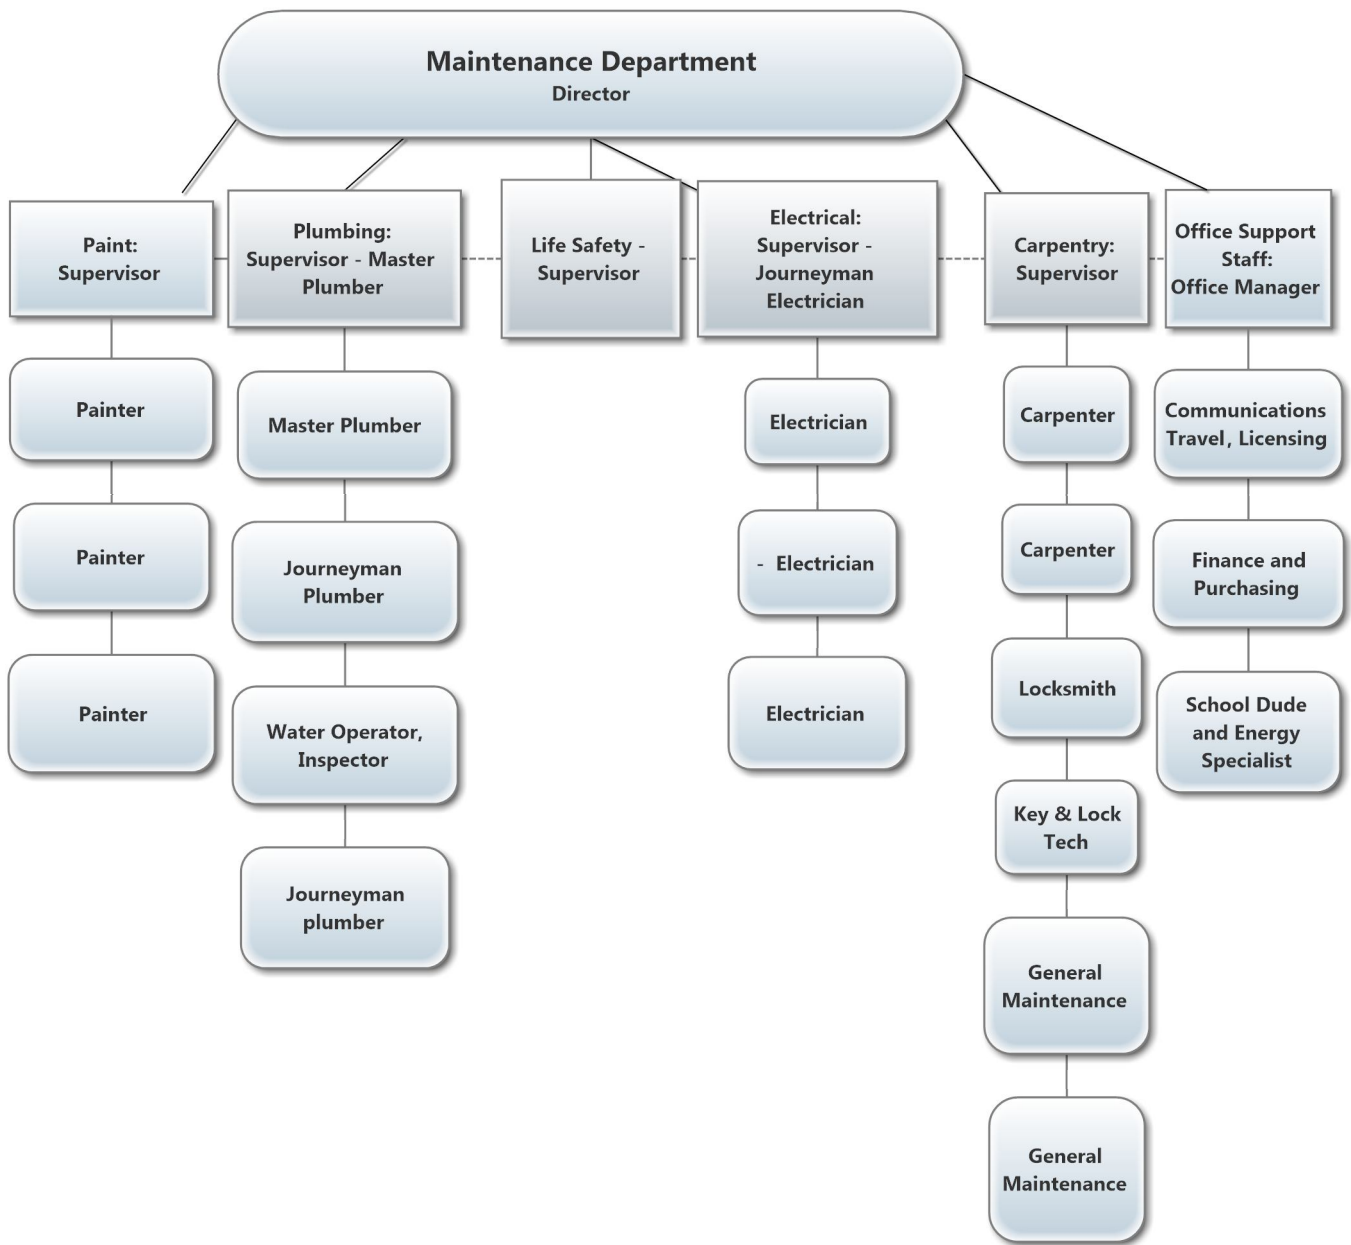 Maintenance Department
Director
Paint:
Supervisor
Plumbing:
Supervisor - Master
Plumber
Life Safety -
Supervisor
Electrical:
Supervisor -
Journeyman
Electrician
Carpentry:
Supervisor
Office Support
Staff:
Office Manager
Painter
Painter
Painter
Master Plumber
Journeyman
Plumber
Water Operator,
Inspector
Journeyman
plumber
Electrician
- Electrician
Electrician
Carpenter
Carpenter
Locksmith
Key & Lock
Tech
General
Maintenance
General
Maintenance
Communications
Travel, Licensing
Finance and
Purchasing
School Dude
and Energy
Specialist